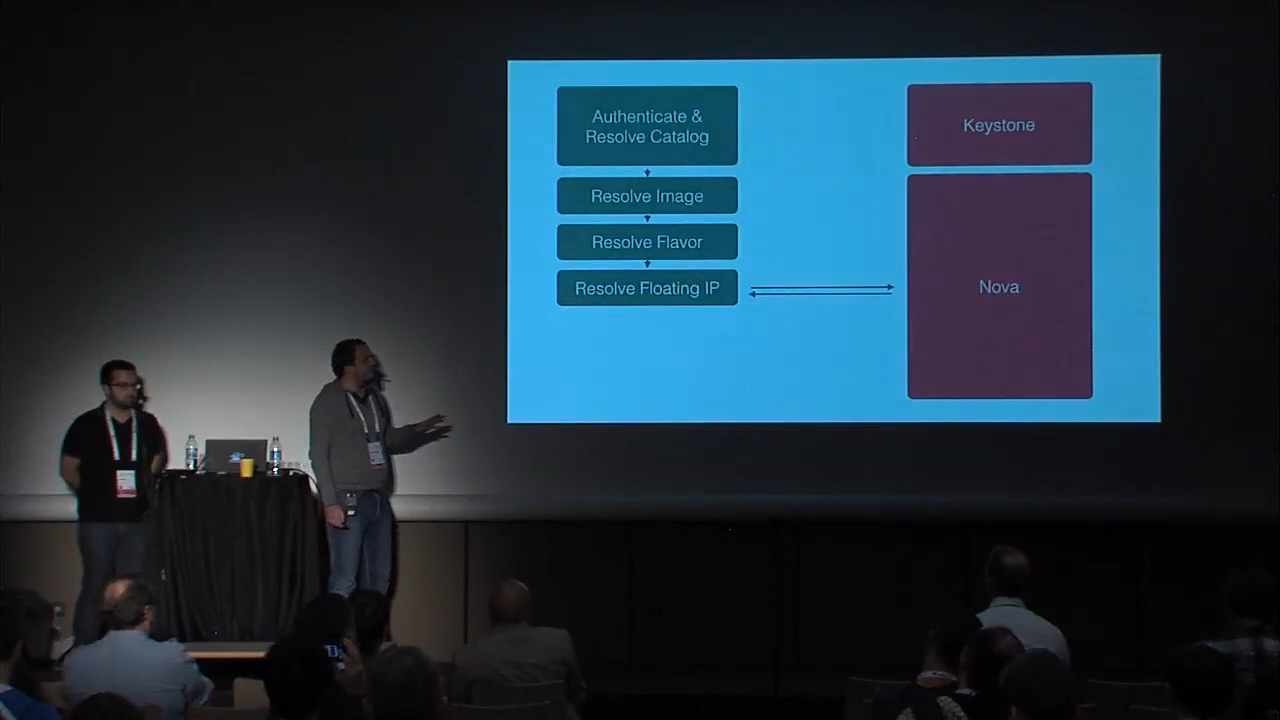 Authenticate &
Resolve Catalog
Resolve Image
Resolve Flavor
Resolve Floating IP
Keystone
Nova